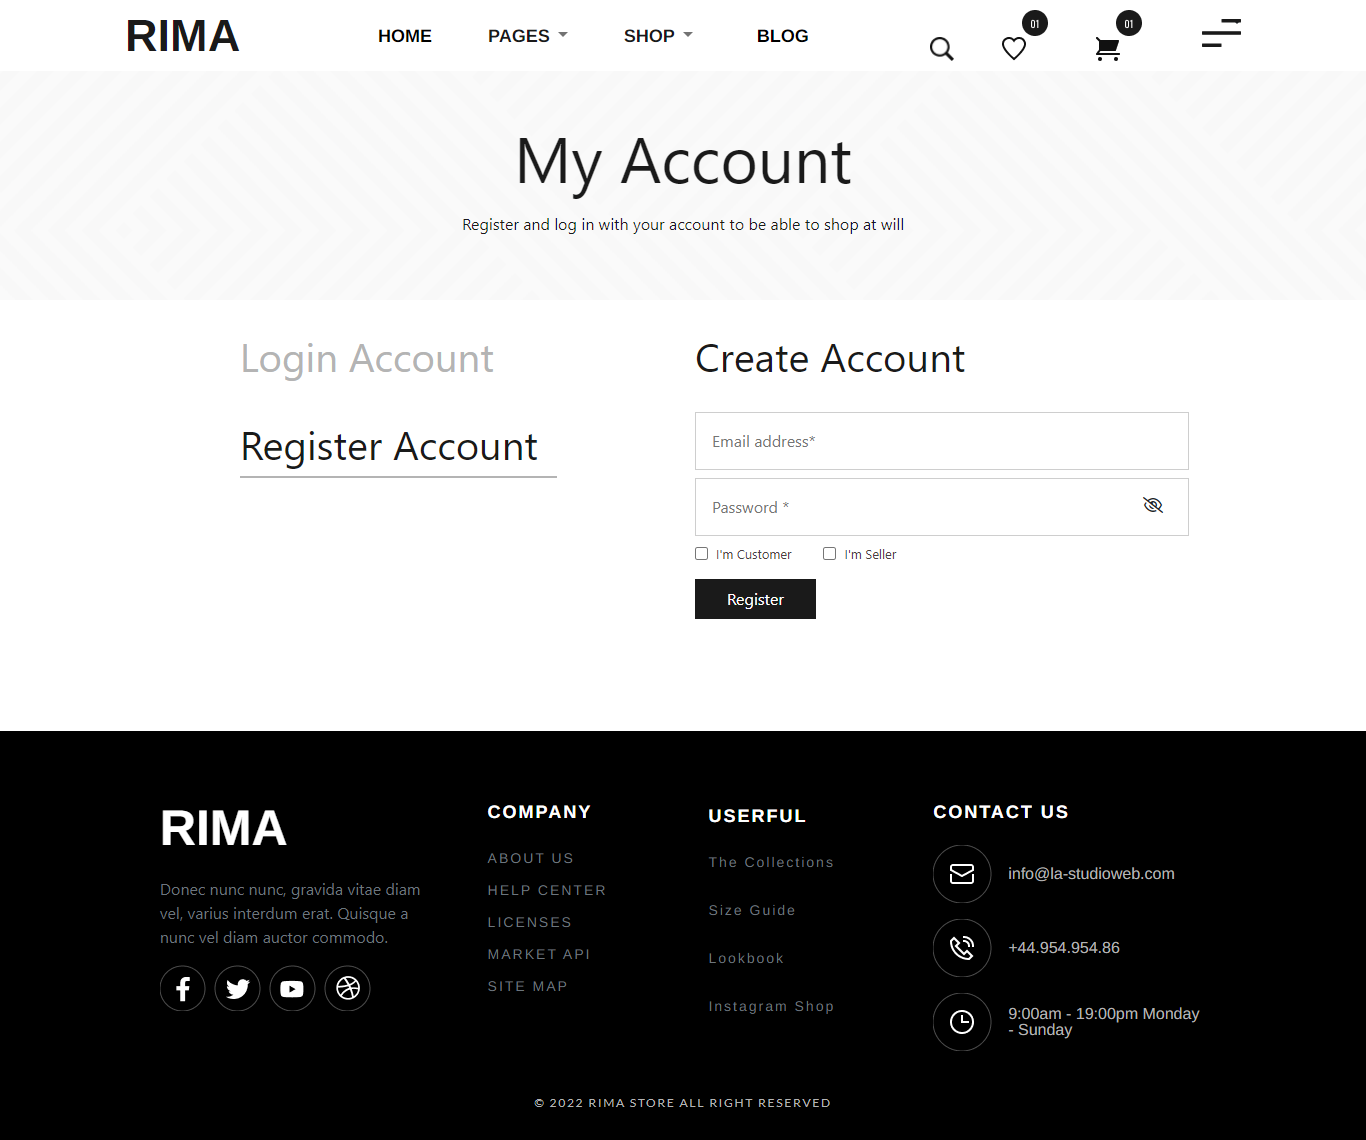 RIMA
HOME
PAGES
SHOP
BLOG
01
01
My Account
Register and log in with your account to be able to shop at will
Login Account
Register Account
Create Account
Email address*
Password *
I'm Customer
I'm Seller
Register
RIMA
Donec nunc nunc, gravida vitae diam
vel, varius interdum erat. Quisque a
nunc vel diam auctor commodo.
COMPANY
ABOUT US
HELP CENTER
LICENSES
MARKET API
SITE MAP
USERFUL
The Collections
Size Guide
Lookbook
Instagram Shop
CONTACT US
info@la-studioweb.com
+44.954.954.86
9:00am - 19:00pm Monday
- Sunday
© 2022 RIMA STORE ALL RIGHT RESERVED